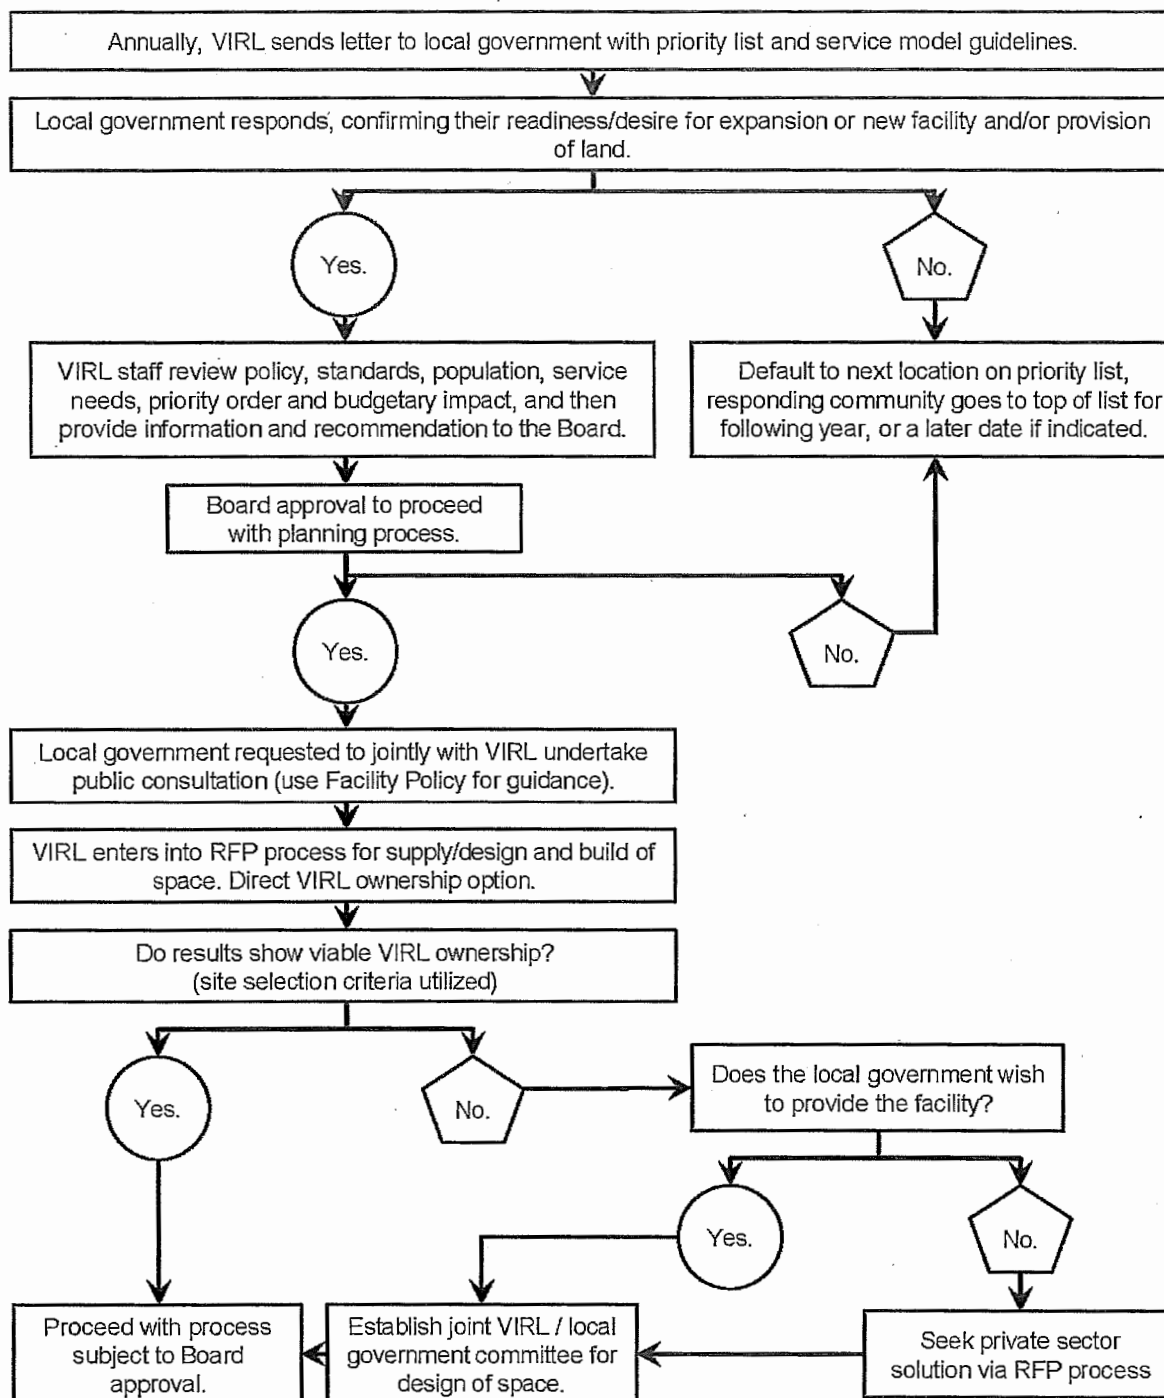 Annually, VIRL sends letter to local government with priority list and service model guidelines.
Local government responds, confirming their readiness/desire for expansion or new facility and/or provision
of land.
Yes.
No.
VIRL staff review policy, standards, population, service
needs, priority order and budgetary impact, and then
provide information and recommendation to the Board.
Default to next location on priority list,
responding community goes to top of list for
following year, or a later date if indicated.
Board approval to proceed
with planning process.
Yes.
No.
Local government requested to jointly with VIRL undertake
public consultation (use Facility Policy for guidance).
VIRL enters into RFP process for supply/design and build of
space. Direct VIRL ownership option.
Do results show viable VIRL ownership?
(site selection criteria utilized)
Yes.
No.
Does the local government wish
to provide the facility?
Yes.
No.
Proceed with process
subject to Board
approval.
Establish joint VIRL / local
government committee for
design of space.
Seek private sector
solution via RFP process